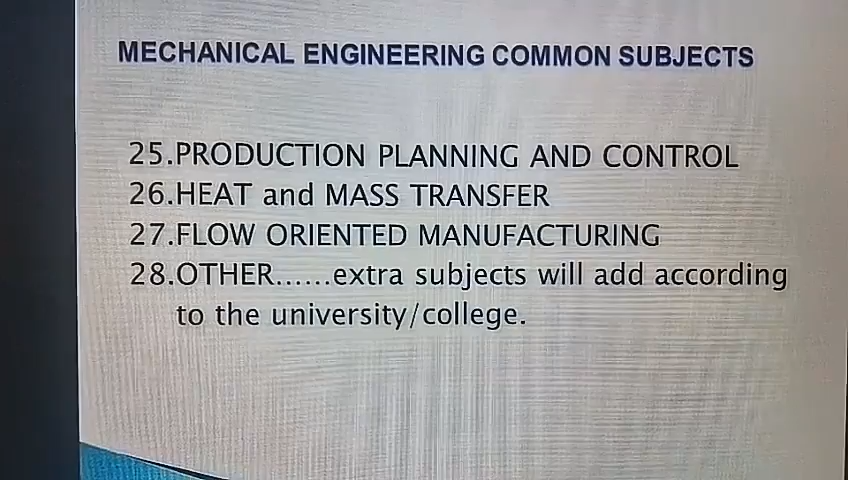 MECHANICAL ENGINEERING COMMON SUBJECTS
25.PRODUCTION PLANNING AND CONTROL
26.HEAT and MASS TRANSFER
27.FLOW ORIENTED MANUFACTURING
28.OTHER......extra subjects will add according
to the university/college.